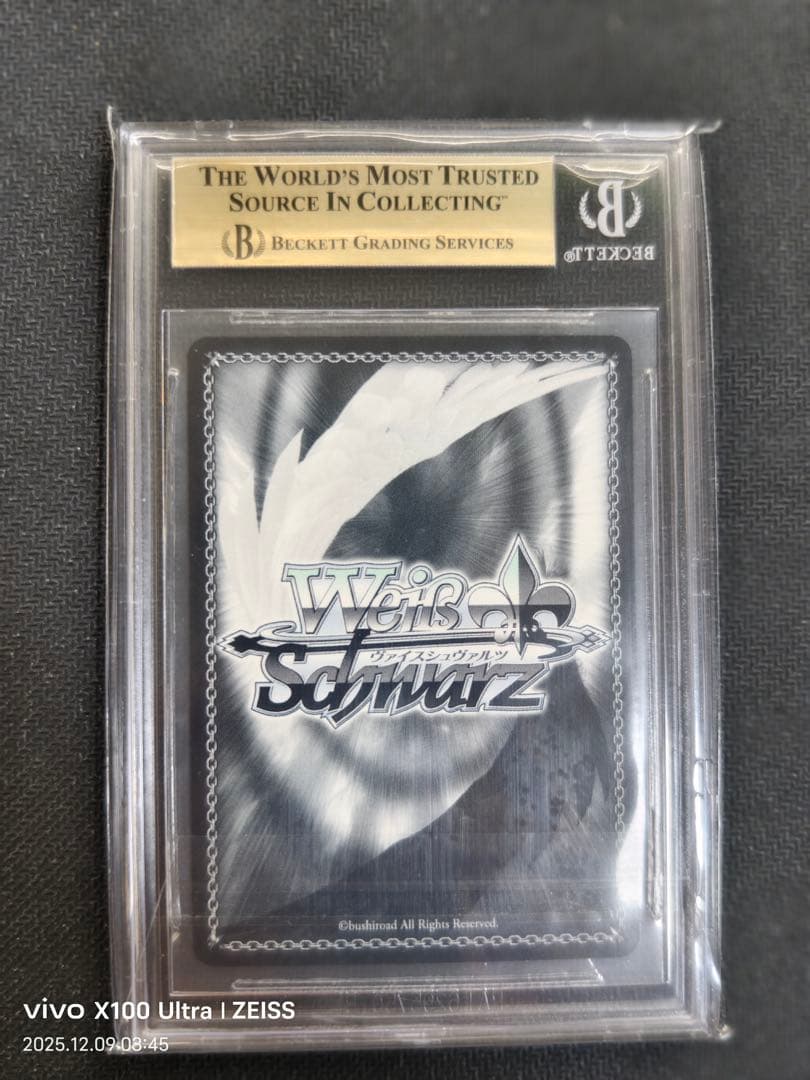 THE WORLD'S MOST TRUSTED
SOURCE IN COLLECTING™
BECKETT GRADING SERVICES
B
B
BECKETT®
Weiß
ヴァイスシュヴァルツ
Schwarz
©bushiroad All Rights Reserved.
vivo X100 Ultra | ZEISS
2025.12.09 08:45